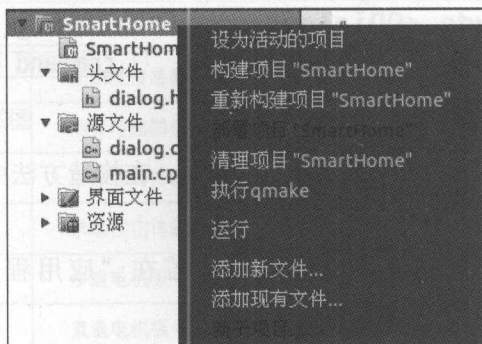 SmartHome
SmartHom
头文件
dialog.h
源文件
dialog.c
main.cp
界面文件
资源
设为活动的项目
构建项目 "SmartHome"
重新构建项目 "SmartHome"
清理项目 "SmartHome"
执行qmake
运行
添加新文件...
添加现有文件...